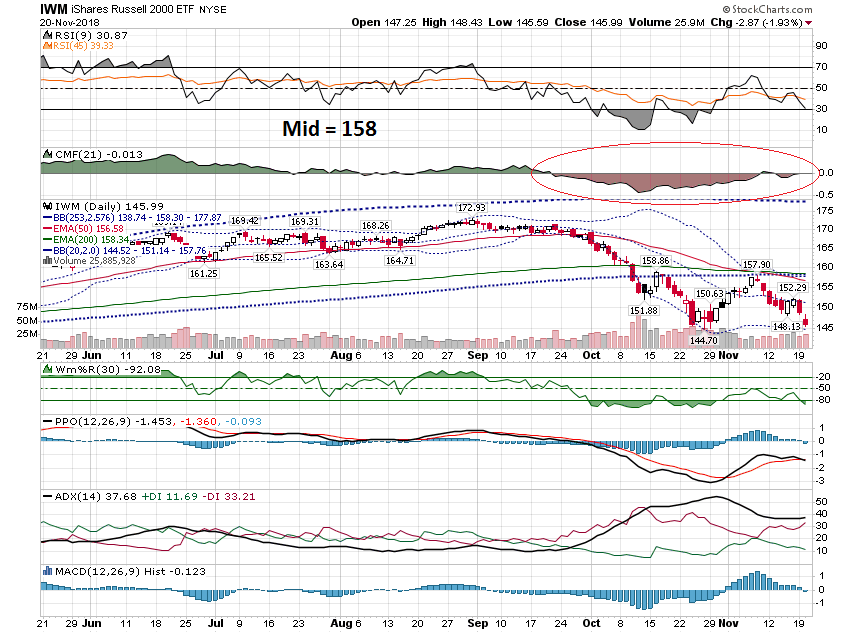 IWM iShares Russell 2000 ETF NYSE © StockCharts.com
20-Nov-2018 Open 147.25 High 148.43 Low 145.59 Close 145.99 Volume 25.9M Chg -2.87 (-1.93%)
RSI(9) 30.87
RSI(45) 39.33
90
70
50
30
10
Mid = 158
CMF(21) -0.013
0.0
-0.5
IWM (Daily) 145.99
BB(253,2.576) 138.74 - 158.30 - 177.87
EMA(50) 156.58
EMA(200) 158.34
BB(20,2.0) 144.52 - 151.14 - 157.76
Volume 25,885,928
175
170
165
160
155
150
145
75M
50M
25M
161.25
169.42
165.52
169.31
163.64
168.26
164.71
172.93
151.88
158.86
144.70
150.63
157.90
148.13
152.29
21 29 Jun 11 18 25 Jul 9 16 23 Aug 6 13 20 27 Sep 10 17 24 Oct 8 15 22 29 Nov 12 19
Wm%R(30) -92.08
-20
-50
-80
PPO(12,26,9) -1.453, -1.360, -0.093
1
0
-1
-2
-3
ADX(14) 37.68 +DI 11.69 -DI 33.21
50
40
30
20
10
MACD(12,26,9) Hist -0.123
1
0
-1
21 29 Jun 11 18 25 Jul 9 16 23 Aug 6 13 20 27 Sep 10 17 24 Oct 8 15 22 29 Nov 12 19